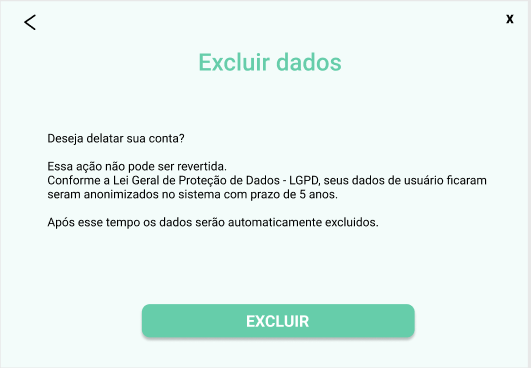 x
Excluir dados
Deseja delatar sua conta?
Essa ação não pode ser revertida.
Conforme a Lei Geral de Proteção de Dados - LGPD, seus dados de usuário ficaram
seram anonimizados no sistema com prazo de 5 anos.
Após esse tempo os dados serão automaticamente excluidos.
EXCLUIR